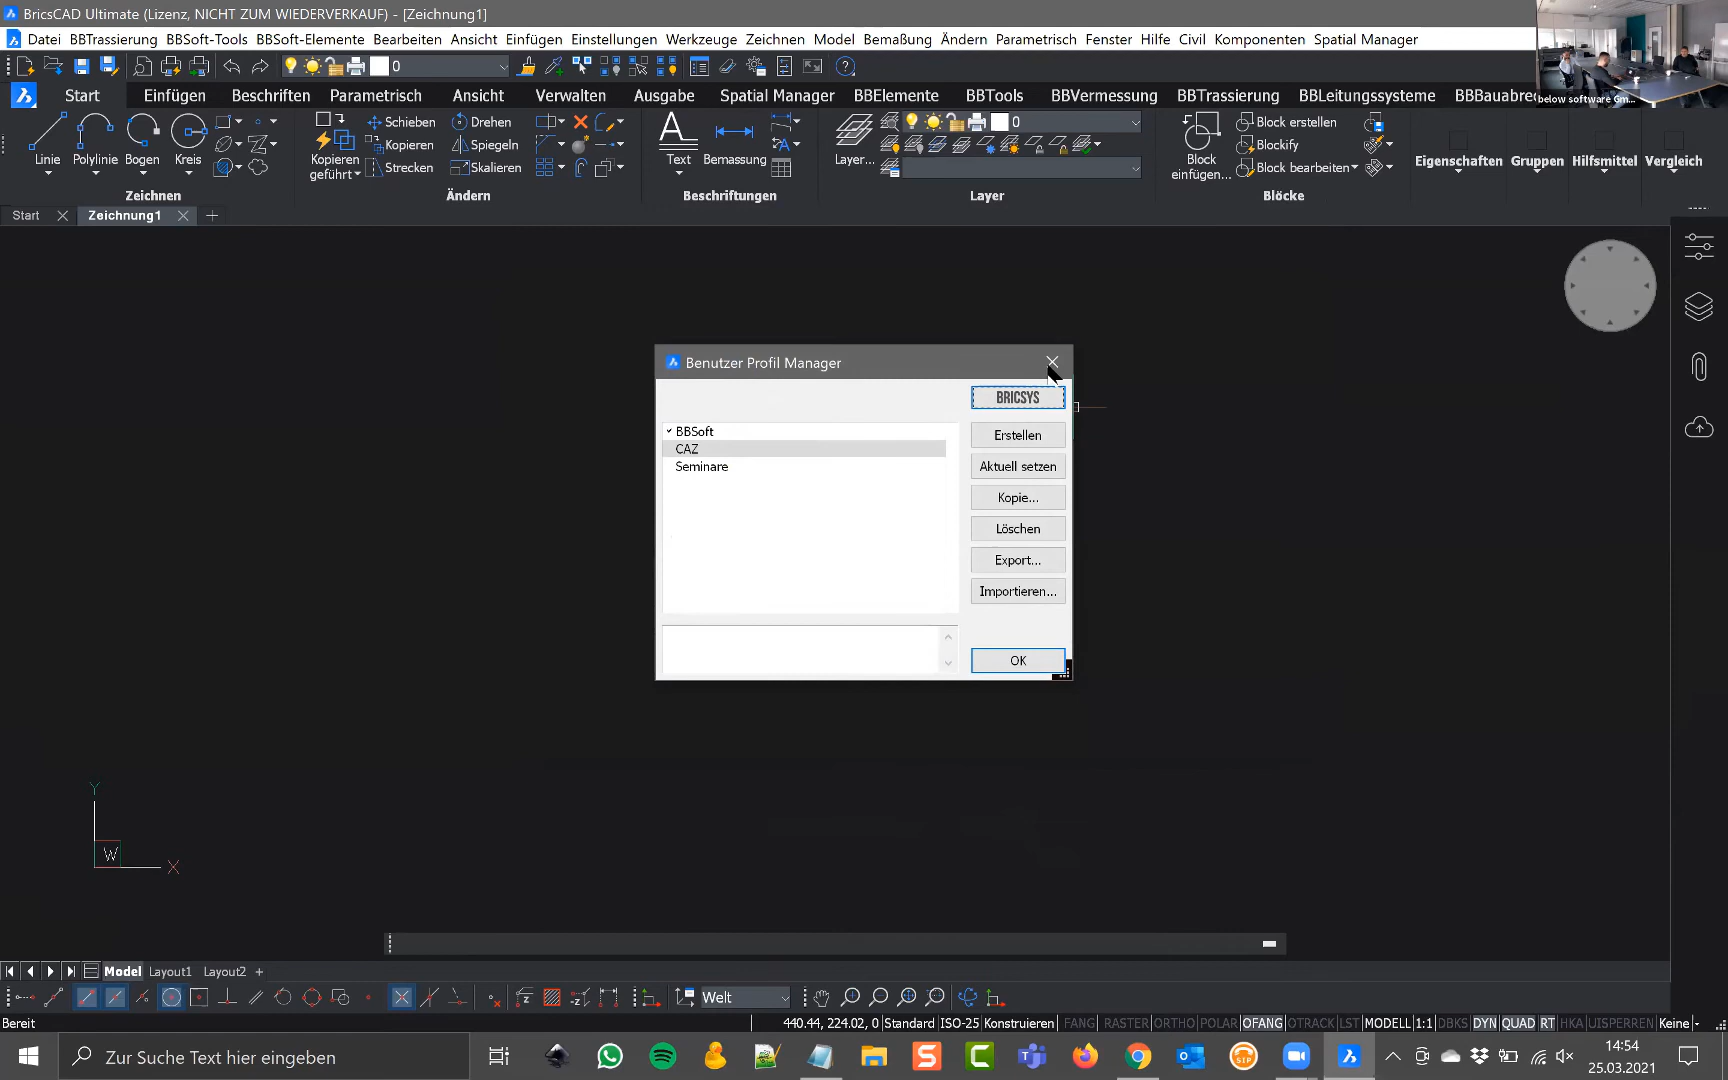 BricsCAD Ultimate (Lizenz, NICHT ZUM WIEDERVERKAUF) - [Zeichnung1]
Datei BBTrassierung BBSoft-Tools BBSoft-Elemente Bearbeiten Ansicht Einfügen Einstellungen Werkzeuge Zeichnen Model Bemaßung Ändern Parametrisch Fenster Hilfe Civil Komponenten Spatial Manager
0
below software Gm...
Start Einfügen Beschriften Parametrisch Ansicht Verwalten Ausgabe Spatial Manager BBElemente BBTools BBVermessung BBTrassierung BBLeitungssysteme BBBauabre
Schieben Drehen 0 Block erstellen
Kopieren Spiegeln Blockify
Linie Polylinie Bogen Kreis Kopieren geführt Strecken Skalieren Text Bemassung Layer... Block einfügen... Block bearbeiten Eigenschaften Gruppen Hilfsmittel Vergleich
Zeichnen Ändern Beschriftungen Layer Blöcke
Start Zeichnung1
Benutzer Profil Manager
BRICSYS
BBSoft
CAZ
Seminare
Erstellen
Aktuell setzen
Kopie...
Löschen
Export...
Importieren...
OK
Y
W
X
Model Layout1 Layout2 +
Welt
Bereit 440.44, 224.02, 0 Standard ISO-25 Konstruieren FANG RASTER ORTHO POLAR OFANG OTRACK LST MODELL 1:1 DBKS DYN QUAD RT HKA UISPERREN Keine
Zur Suche Text hier eingeben
SIP
14:54
25.03.2021